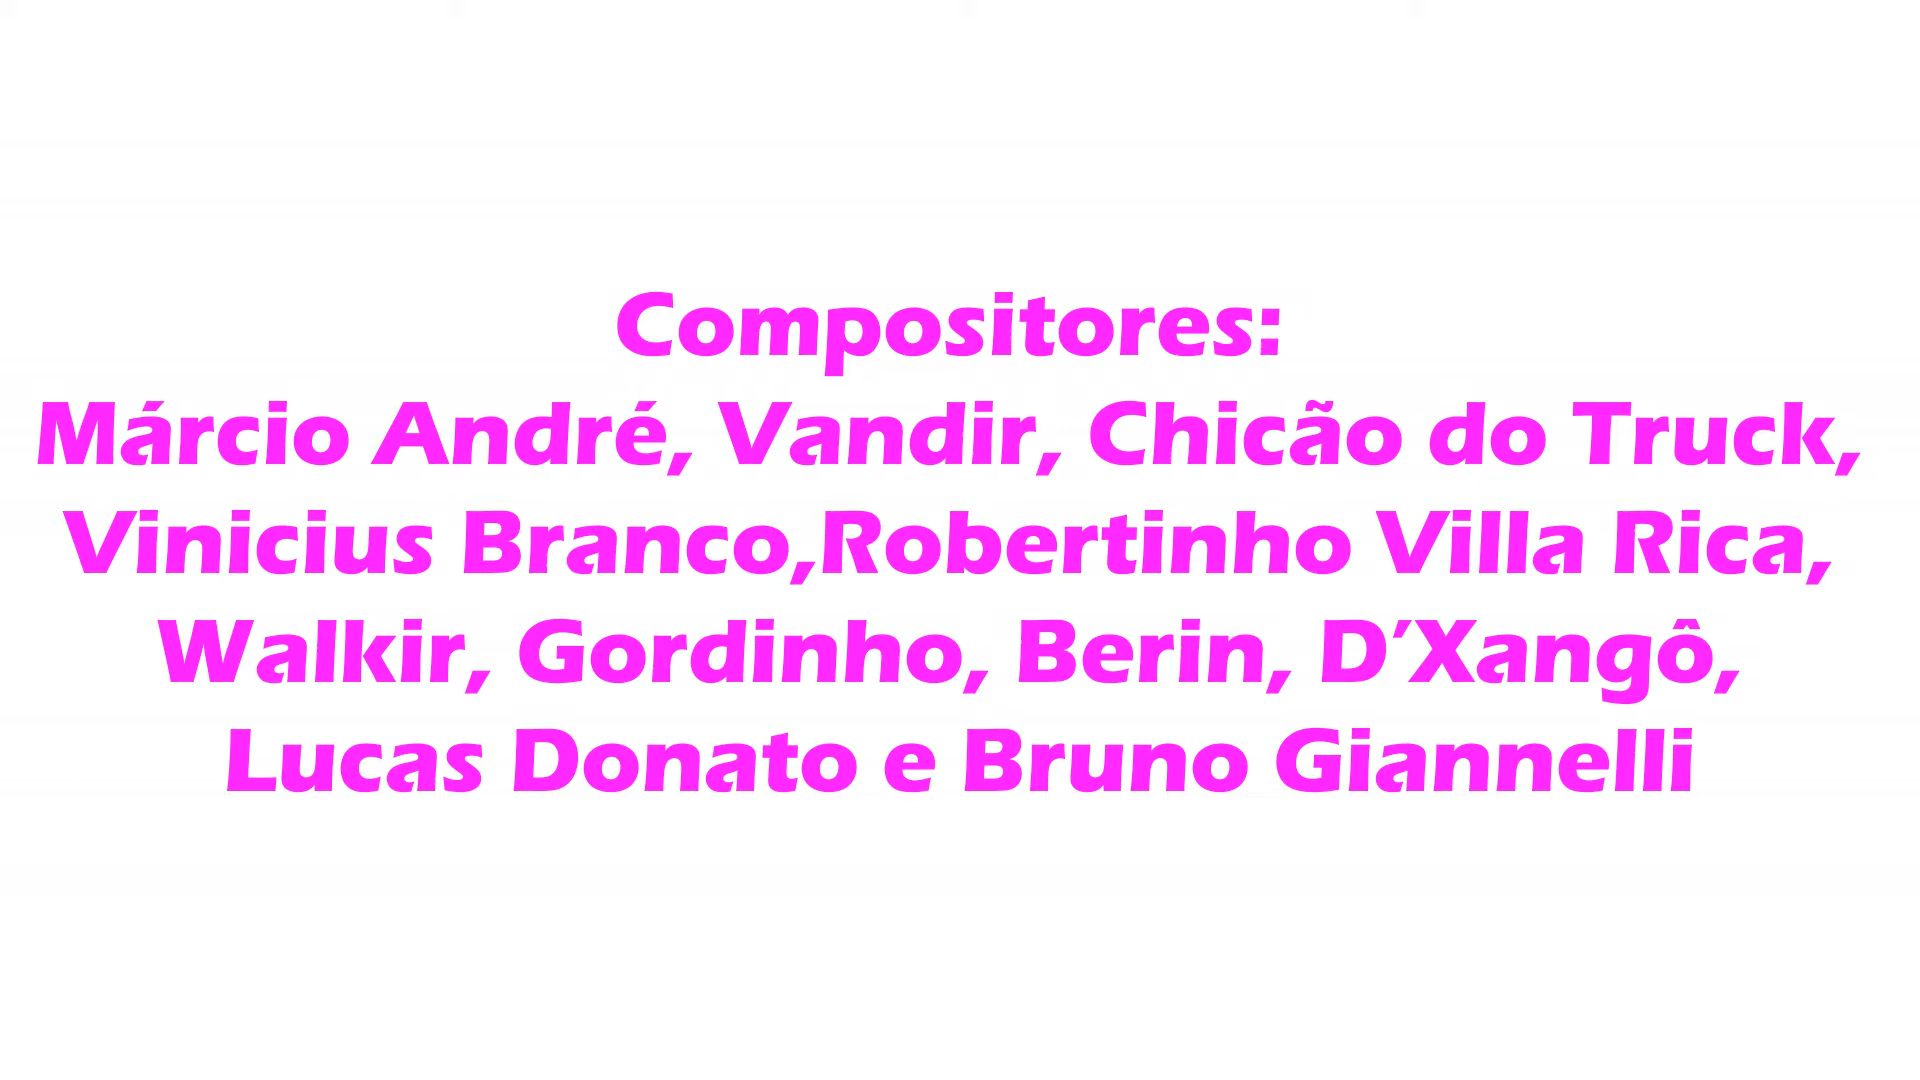 Compositores:
Márcio André, Vandir, Chicão do Truck,
Vinicius Branco,Robertinho Villa Rica,
Walkir, Gordinho, Berin, D’Xangô,
Lucas Donato e Bruno Giannelli